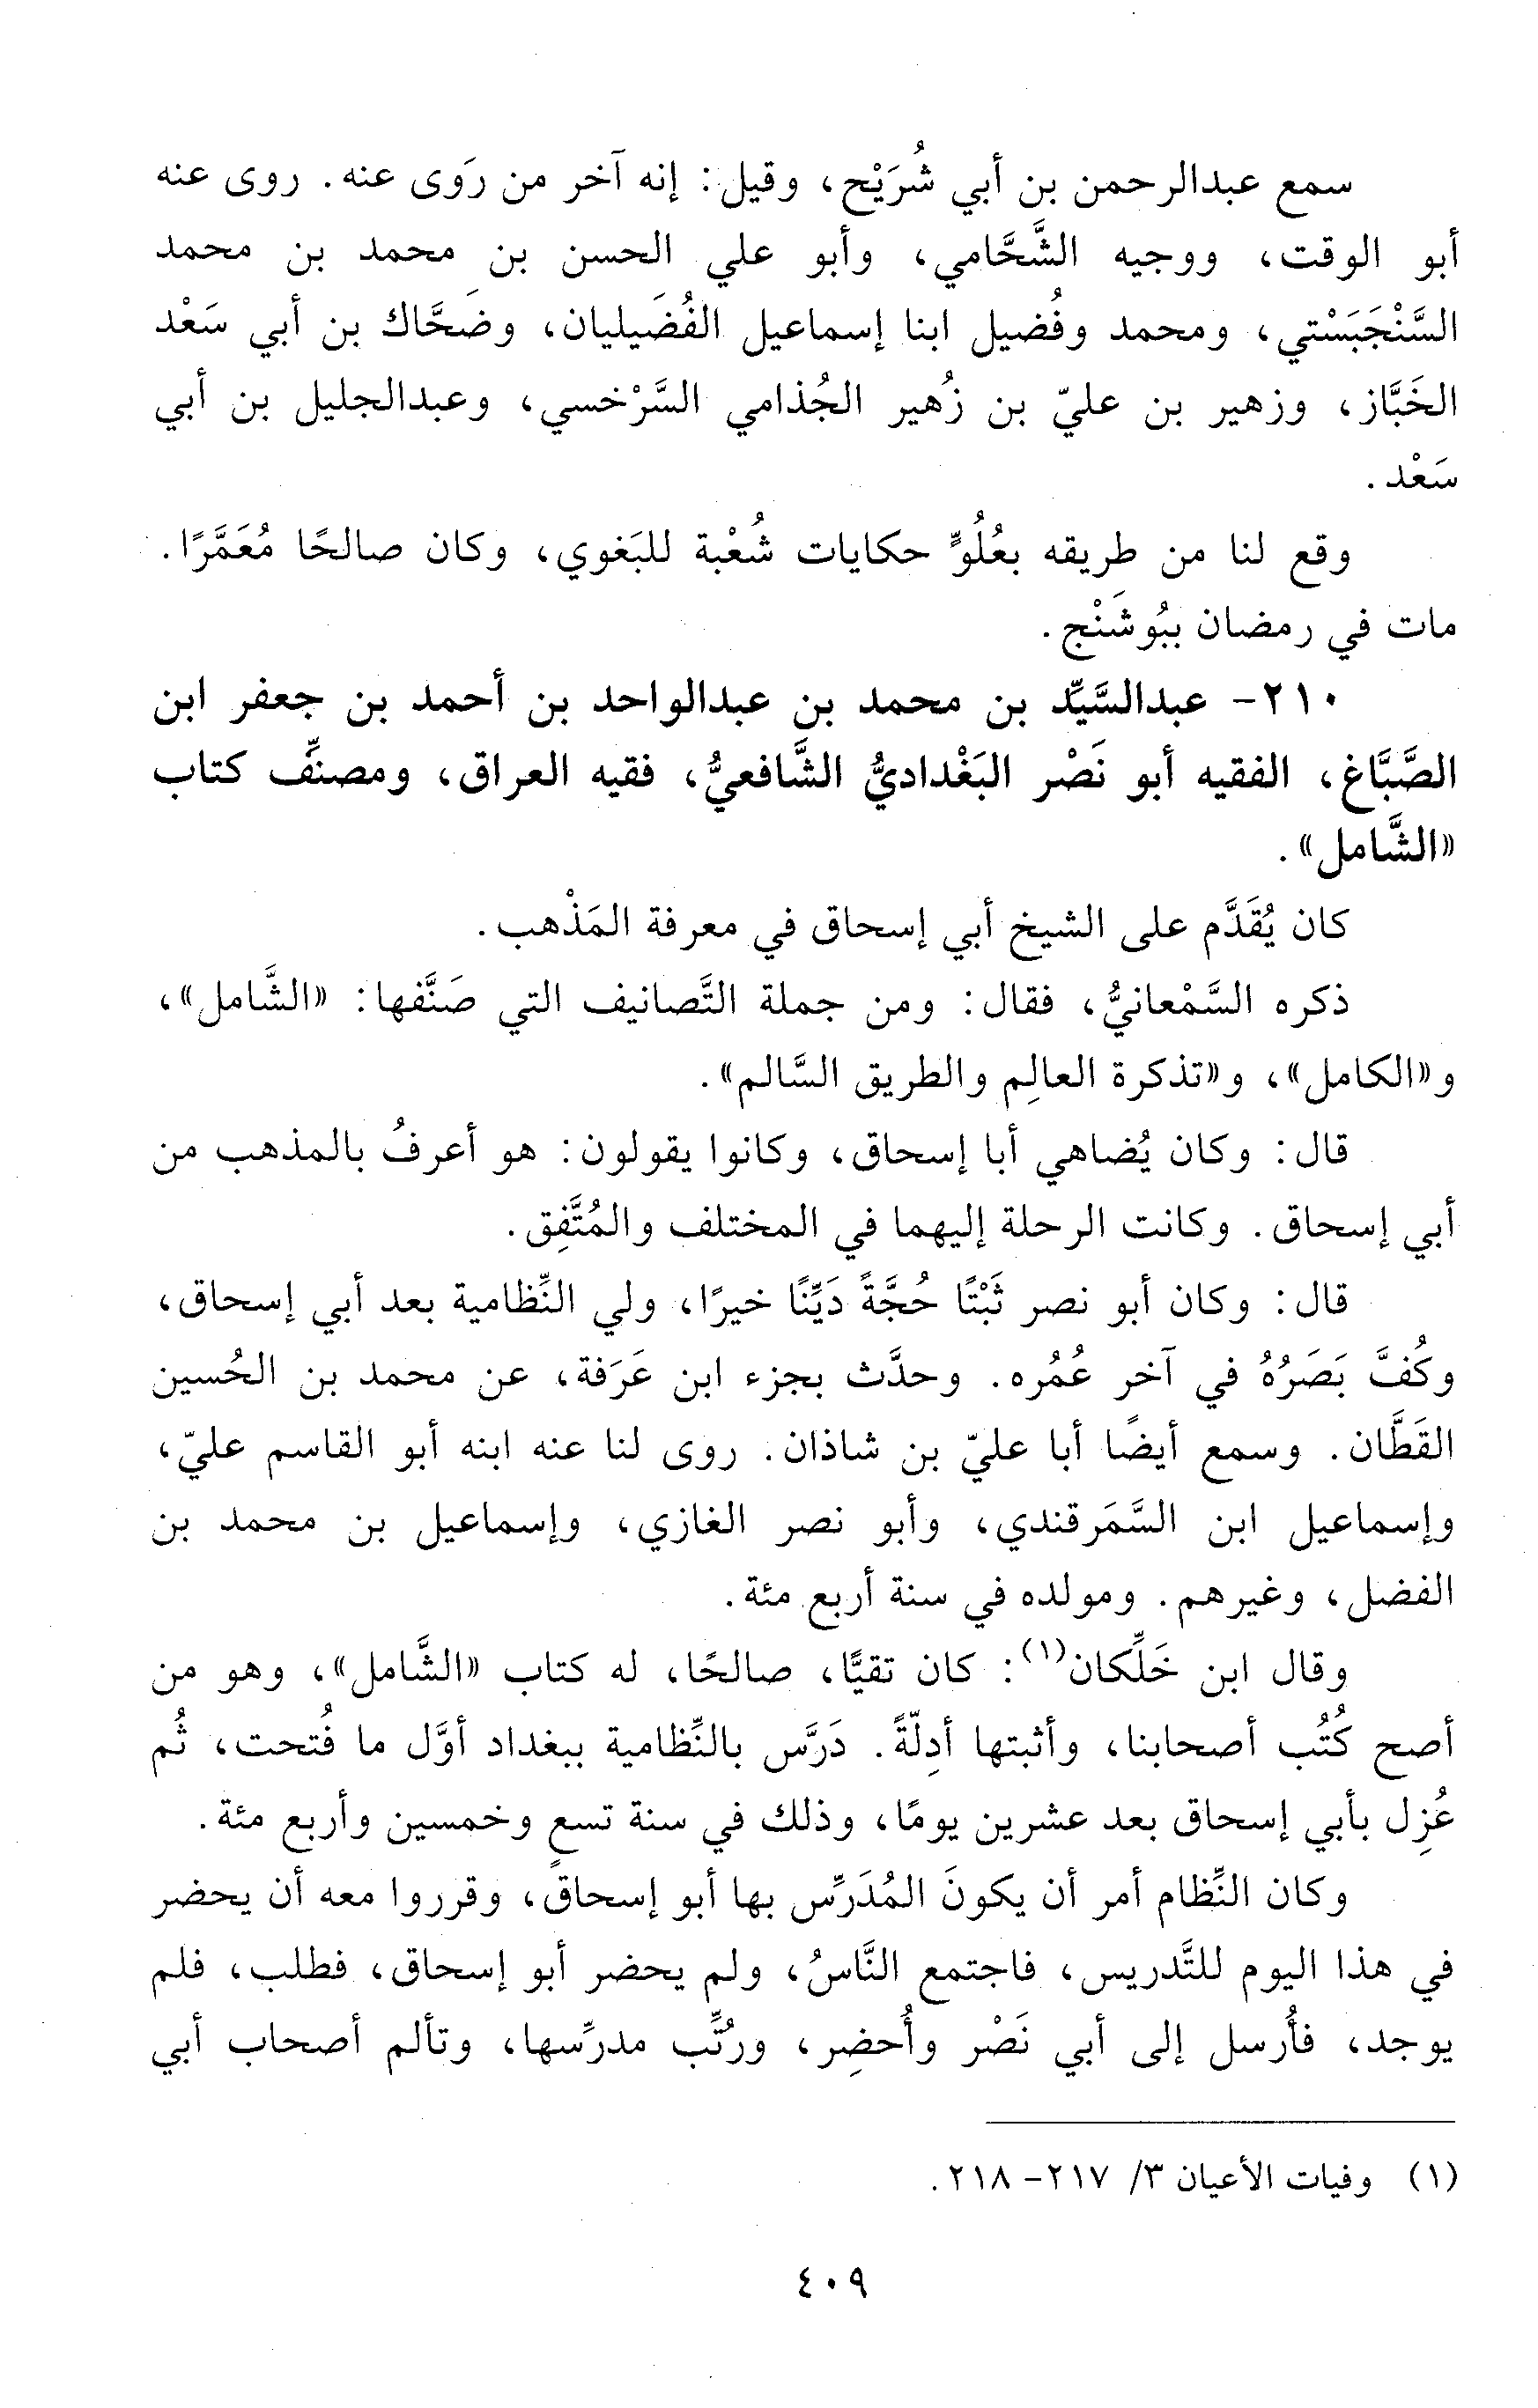 سمع عبدالرحمن بن أبي شُرَيْح، وقيل: إنه آخر من رَوى عنه. روى عنه
أبو الوقت، ووجيه الشَّحَّامي، وأبو علي الحسن بن محمد بن محمد
السَّنْجَبَسْتي، ومحمد وفُضيل ابنا إسماعيل الفُضَيليان، وضَحَّاك بن أبي سَعْد
الخَبَّاز، وزهير بن عليّ بن زُهير الجُذامي السَّرْخسي، وعبدالجليل بن أبي
سَعْد.
وقع لنا من طريقه بعُلُوٍّ حكايات شُعْبة للبَغوي، وكان صالحًا مُعَمَّرًا.
مات في رمضان ببُوشَنْج.
٢١٠- عبدالسَّيِّد بن محمد بن عبدالواحد بن أحمد بن جعفر ابن
الصَّبَّاغ، الفقيه أبو نَصْر البَغْداديُّ الشَّافعيُّ، فقيه العراق، ومصنِّف كتاب
«الشَّامل».
كان يُقَدَّم على الشيخ أبي إسحاق في معرفة المَذْهب.
ذكره السَّمْعانيُّ، فقال: ومن جملة التَّصانيف التي صَنَّفها: «الشَّامل»،
و«الكامل»، و«تذكرة العالِم والطريق السَّالم».
قال: وكان يُضاهي أبا إسحاق، وكانوا يقولون: هو أعرفُ بالمذهب من
أبي إسحاق. وكانت الرحلة إليهما في المختلف والمُتَّفِق.
قال: وكان أبو نصر ثَبْتًا حُجَّةً دَيِّنًا خيرًا، ولي النِّظامية بعد أبي إسحاق،
وكُفَّ بَصَرُهُ في آخر عُمُره. وحدَّث بجزء ابن عَرَفة، عن محمد بن الحُسين
القَطَّان. وسمع أيضًا أبا عليّ بن شاذان. روى لنا عنه ابنه أبو القاسم عليّ،
وإسماعيل ابن السَّمَرقندي، وأبو نصر الغازي، وإسماعيل بن محمد بن
الفضل، وغيرهم. ومولده في سنة أربع مئة.
وقال ابن خَلِّكان(١): كان تقيًّا، صالحًا، له كتاب «الشَّامل»، وهو من
أصح كُتُب أصحابنا، وأثبتها أدِلّةً. دَرَّس بالنِّظامية ببغداد أوَّل ما فُتحت، ثُم
عُزِل بأبي إسحاق بعد عشرين يومًا، وذلك في سنة تسعٍ وخمسين وأربع مئة.
وكان النِّظام أمر أن يكونَ المُدَرِّس بها أبو إسحاق، وقرروا معه أن يحضر
في هذا اليوم للتَّدريس، فاجتمع النَّاسُ، ولم يحضر أبو إسحاق، فطلب، فلم
يوجد، فأُرسل إلى أبي نَصْر وأُحضِر، ورُتِّب مدرِّسها، وتألم أصحاب أبي
(١) وفيات الأعيان ٣/ ٢١٧- ٢١٨.
٤٠٩